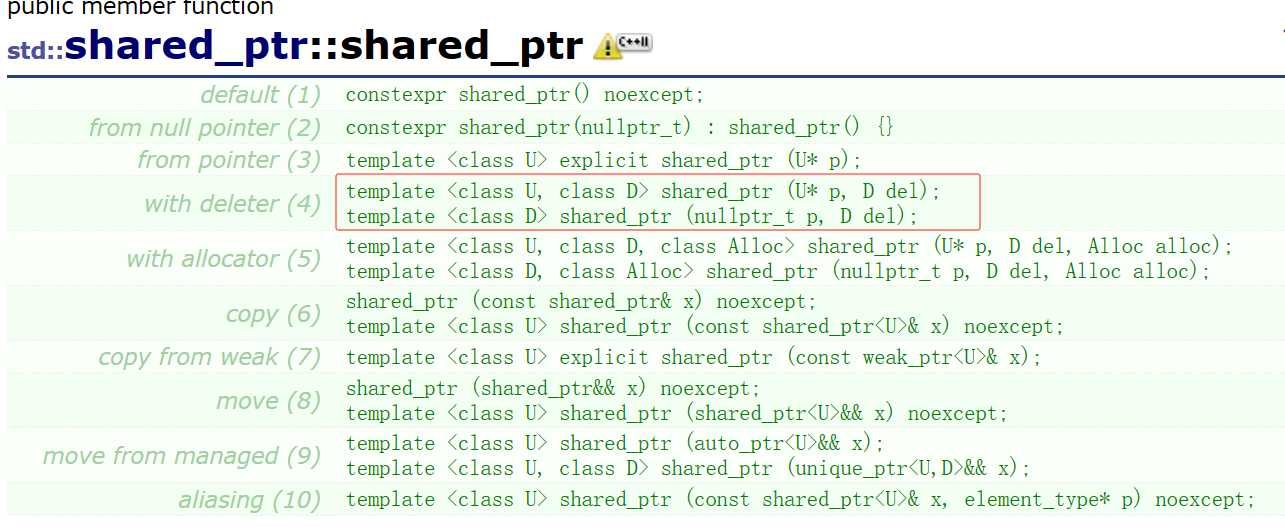 public member function
std::shared_ptr::shared_ptr C++11
default (1) constexpr shared_ptr() noexcept;
from null pointer (2) constexpr shared_ptr(nullptr_t) : shared_ptr() {}
from pointer (3) template <class U> explicit shared_ptr (U* p);
with deleter (4) template <class U, class D> shared_ptr (U* p, D del);
template <class D> shared_ptr (nullptr_t p, D del);
with allocator (5) template <class U, class D, class Alloc> shared_ptr (U* p, D del, Alloc alloc);
template <class D, class Alloc> shared_ptr (nullptr_t p, D del, Alloc alloc);
copy (6) shared_ptr (const shared_ptr& x) noexcept;
template <class U> shared_ptr (const shared_ptr<U>& x) noexcept;
copy from weak (7) template <class U> explicit shared_ptr (const weak_ptr<U>& x);
move (8) shared_ptr (shared_ptr&& x) noexcept;
template <class U> shared_ptr (shared_ptr<U>&& x) noexcept;
move from managed (9) template <class U> shared_ptr (auto_ptr<U>&& x);
template <class U, class D> shared_ptr (unique_ptr<U,D>&& x);
aliasing (10) template <class U> shared_ptr (const shared_ptr<U>& x, element_type* p) noexcept;